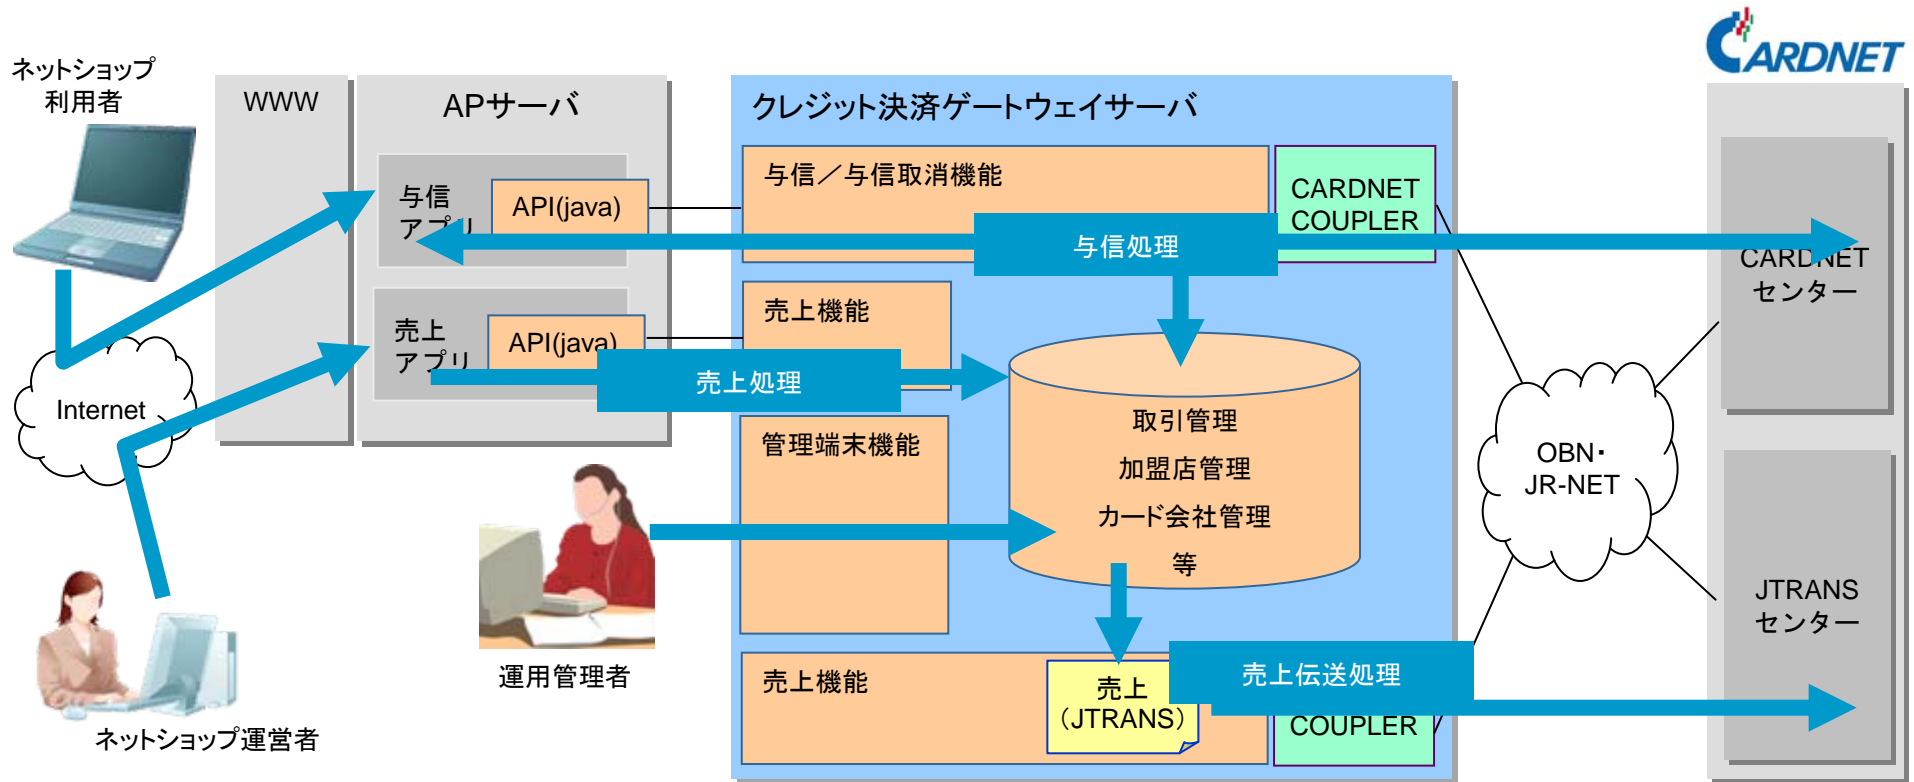 CARDNET
ネットショップ
利用者
WWW
APサーバ
クレジット決済ゲートウェイサーバ
与信
アプリ
API(java)
与信／与信取消機能
CARDNET
COUPLER
与信処理
CARDNET
センター
売上
アプリ
API(java)
売上機能
売上処理
Internet
取引管理
加盟店管理
カード会社管理
等
管理端末機能
OBN・
JR-NET
運用管理者
JTRANS
センター
売上機能
売上
（JTRANS）
売上伝送処理
COUPLER
ネットショップ運営者